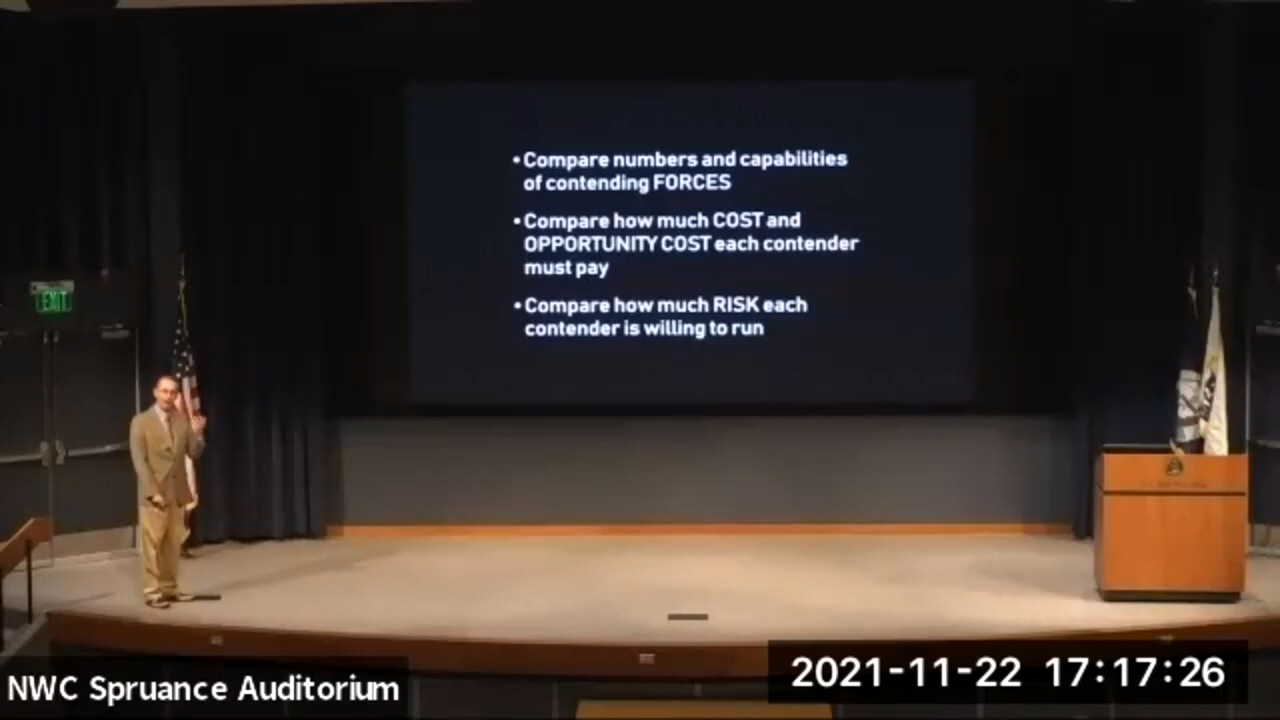 • Compare numbers and capabilities
of contending FORCES
• Compare how much COST and
OPPORTUNITY COST each contender
must pay
• Compare how much RISK each
contender is willing to run
EXIT
NWC Spruance Auditorium
2021-11-22 17:17:26